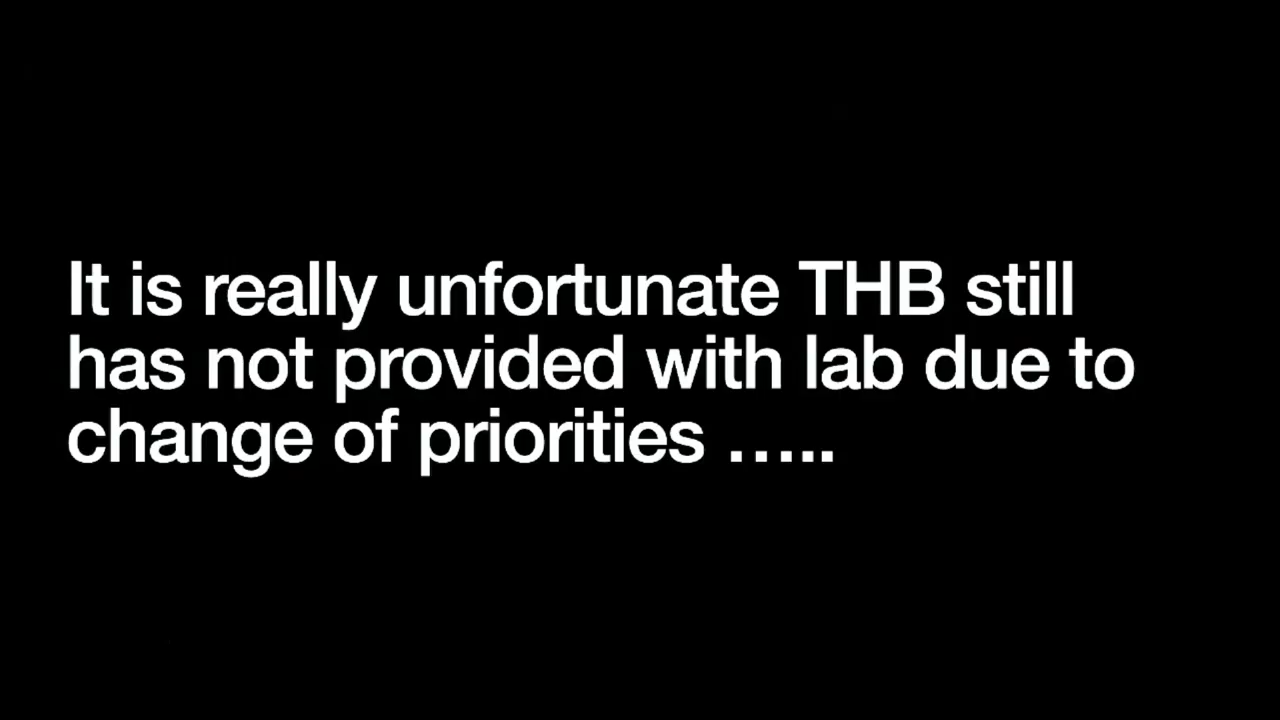 It is really unfortunate THB still
has not provided with lab due to
change of priorities .....